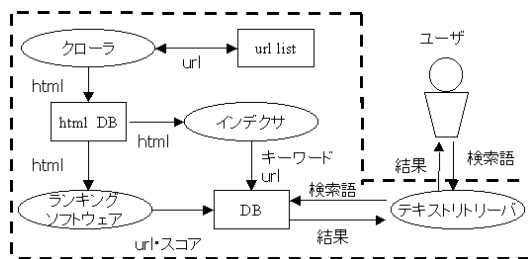 クローラ
url
url list
ユーザ
html
html DB
html
インデクサ
html
キーワード
url
結果
検索語
ランキング
ソフトウェア
DB
検索語
テキストリトリーバ
url・スコア
結果